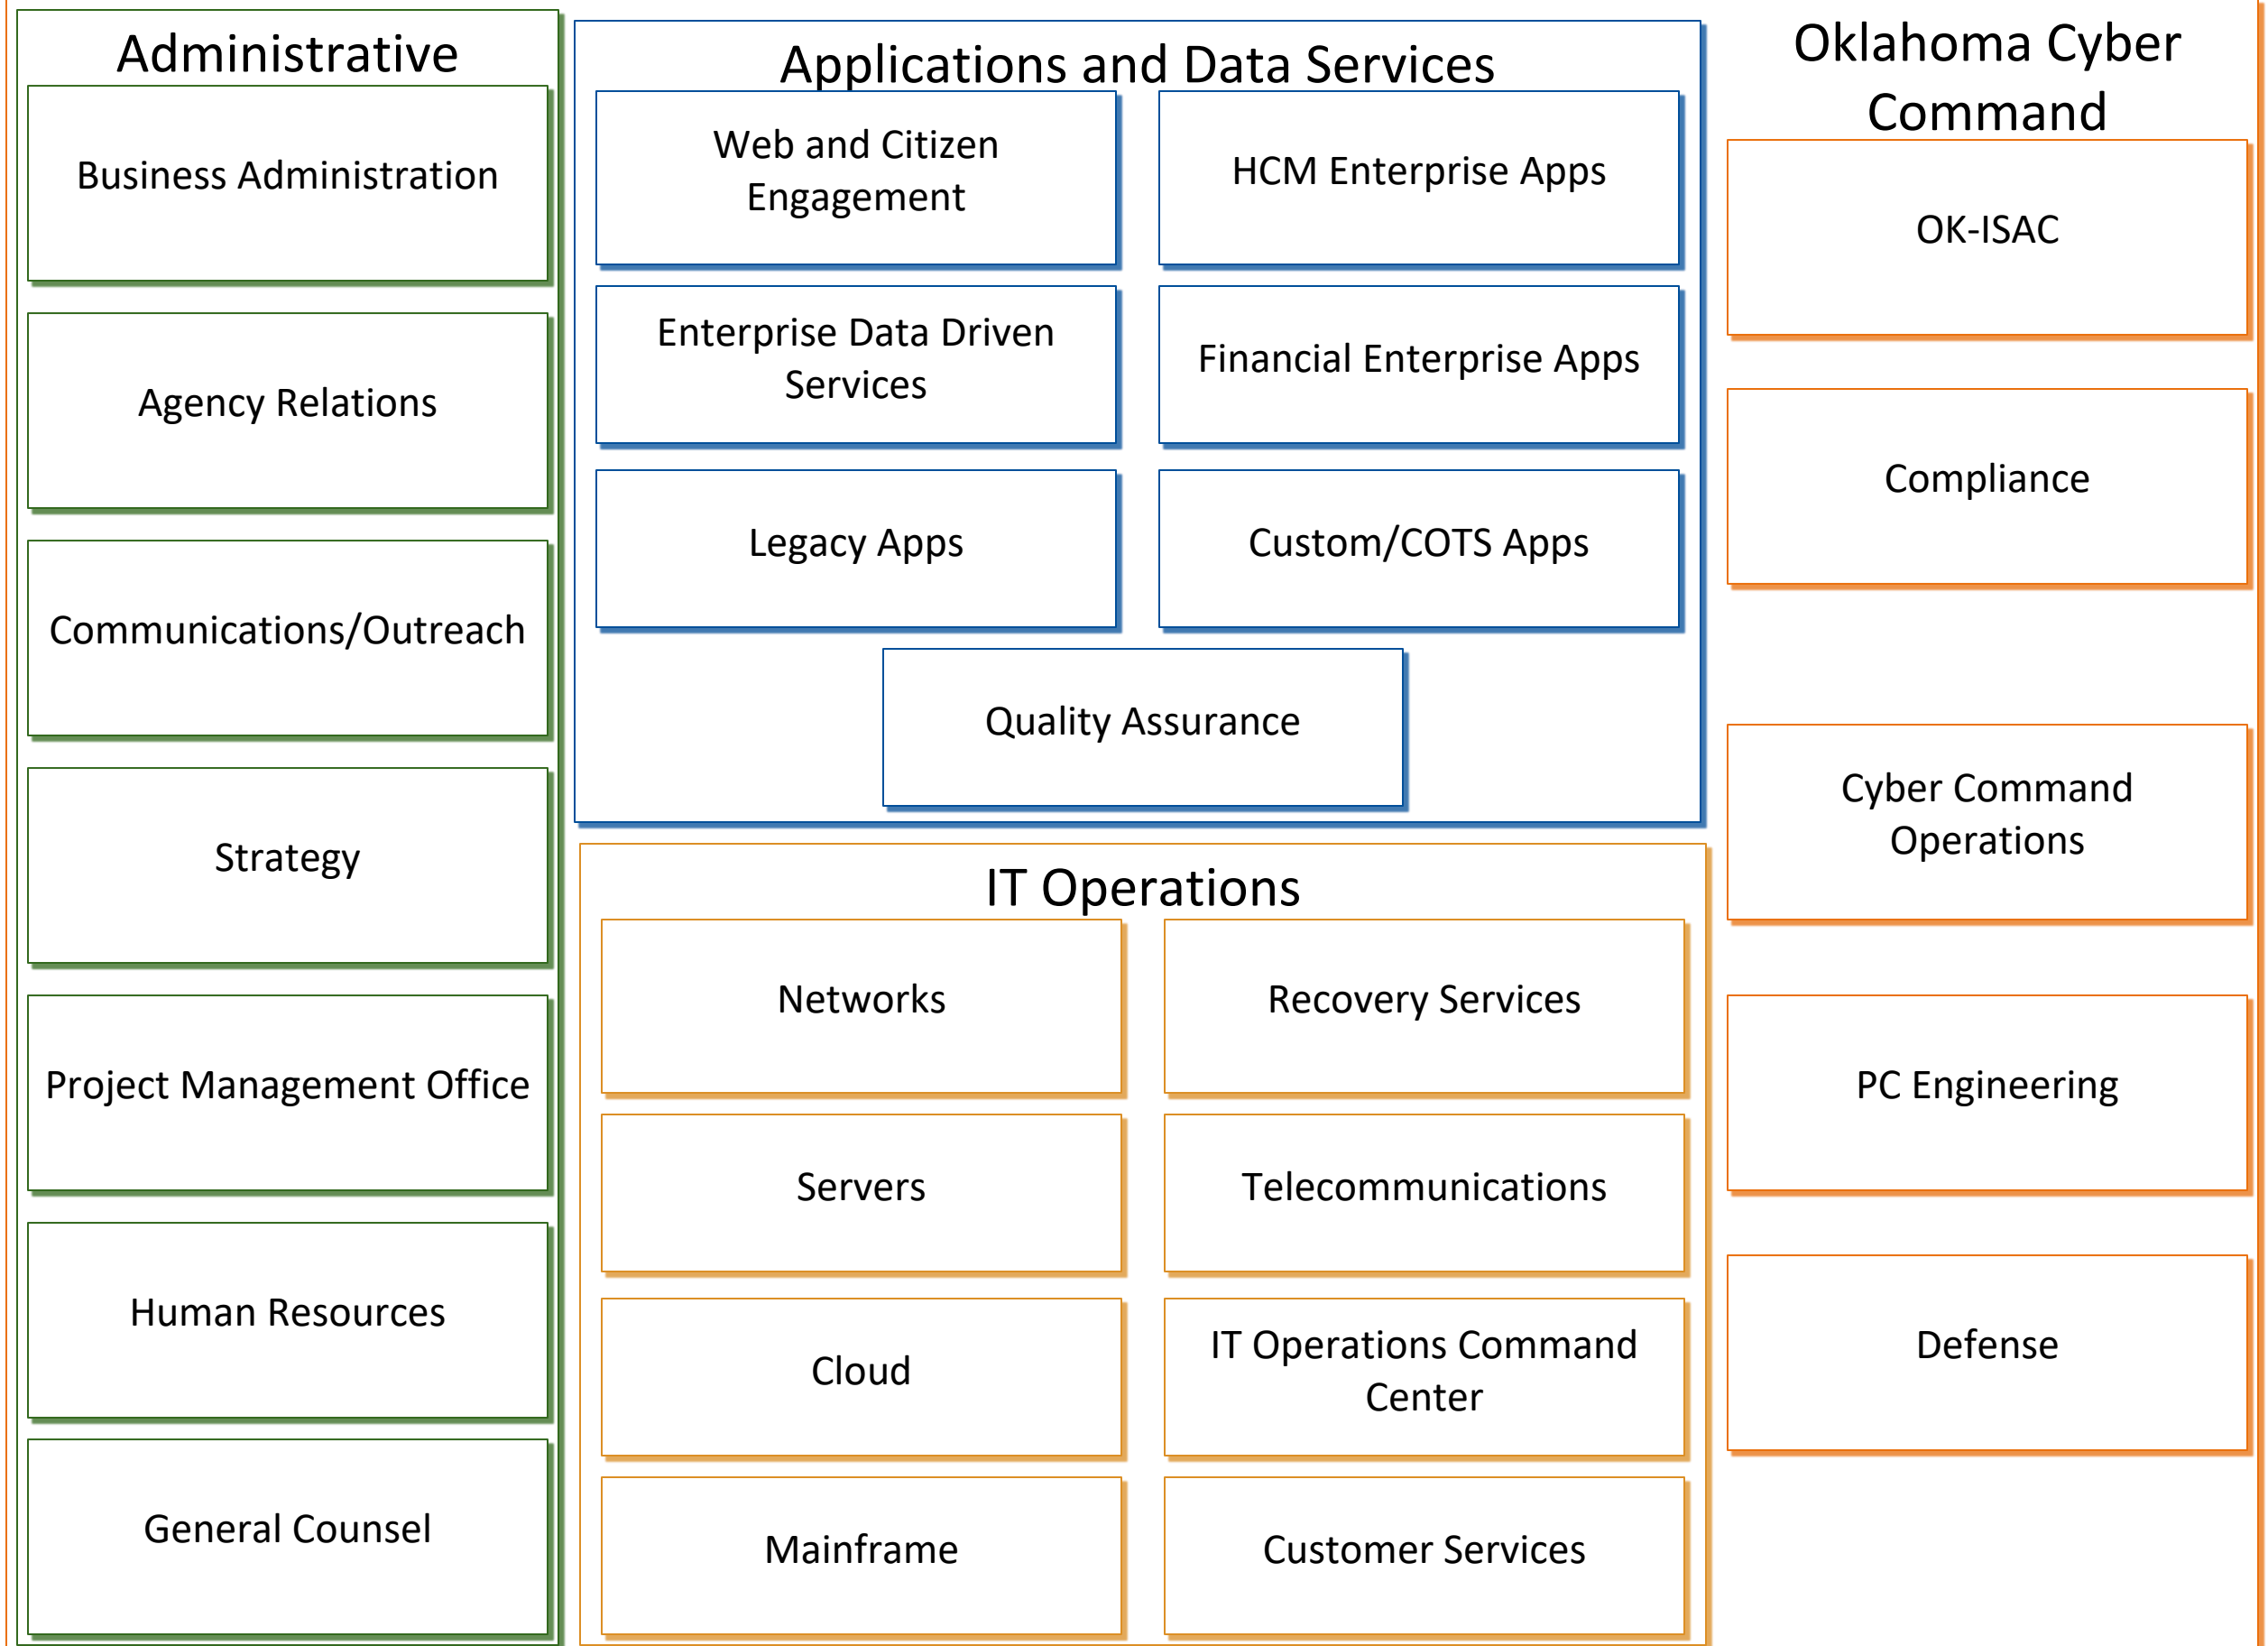 Administrative
Business Administration
Agency Relations
Communications/Outreach
Strategy
Project Management Office
Human Resources
General Counsel
Applications and Data Services
Web and Citizen
Engagement
HCM Enterprise Apps
Enterprise Data Driven
Services
Financial Enterprise Apps
Legacy Apps
Custom/COTS Apps
Quality Assurance
IT Operations
Networks
Recovery Services
Servers
Telecommunications
Cloud
IT Operations Command
Center
Mainframe
Customer Services
Oklahoma Cyber
Command
OK-ISAC
Compliance
Cyber Command
Operations
PC Engineering
Defense